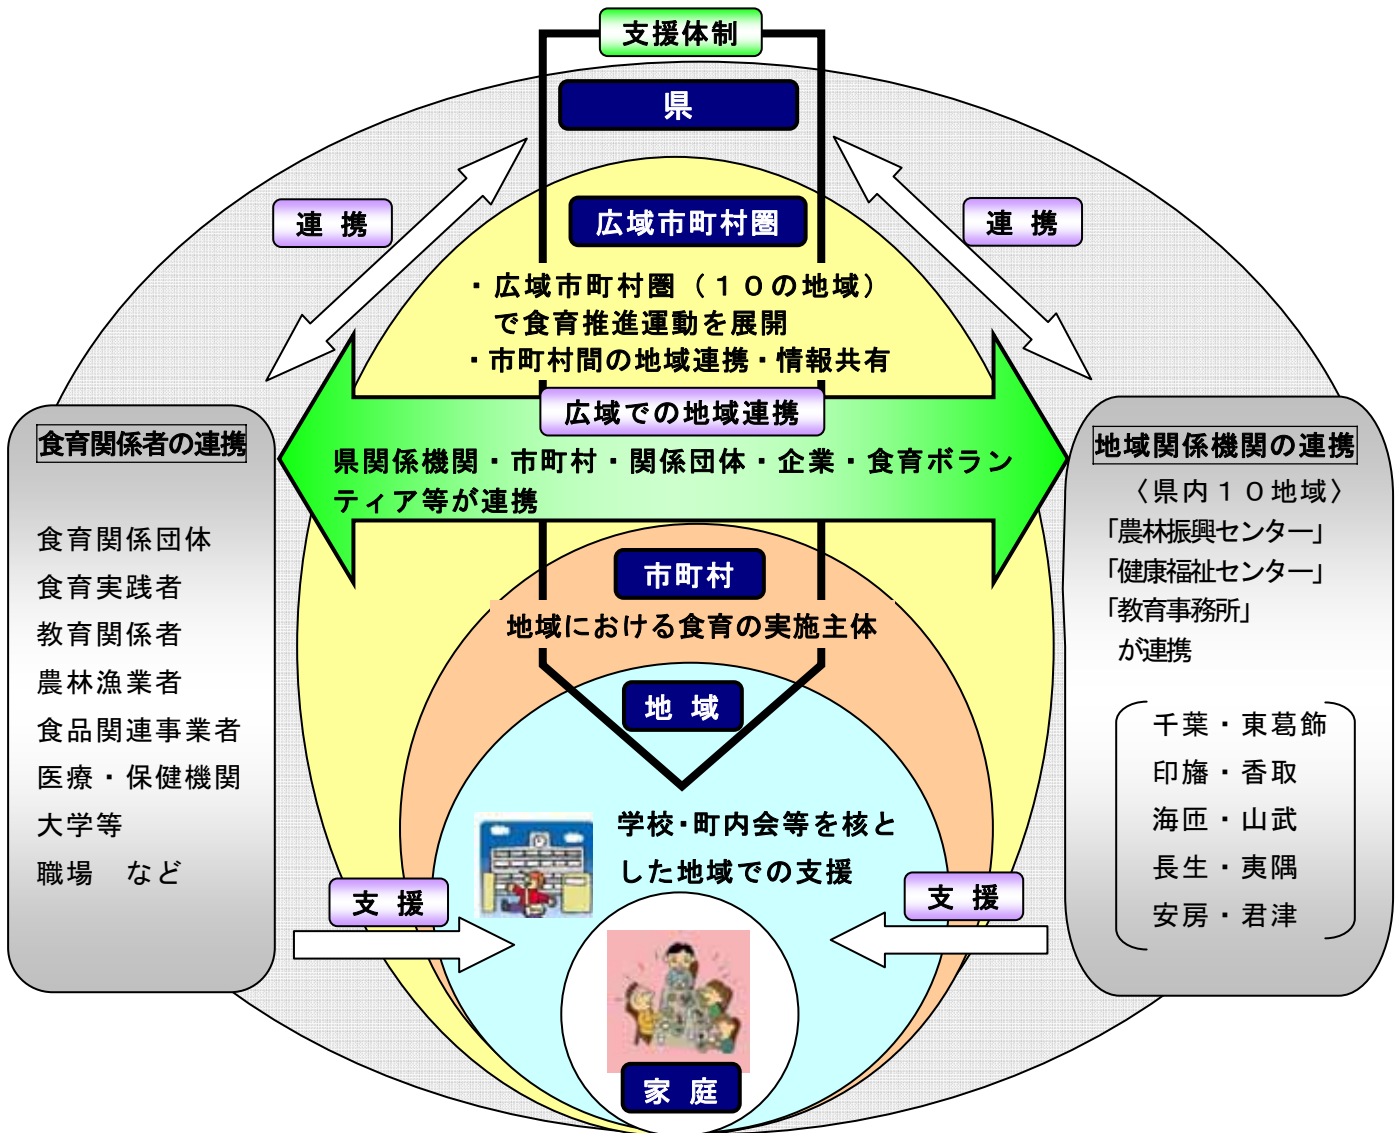 支援体制
県
連 携
連 携
広域市町村圏
・広域市町村圏（１０の地域）
で食育推進運動を展開
・市町村間の地域連携・情報共有
広域での地域連携
県関係機関・市町村・関係団体・企業・食育ボラン
ティア等が連携
食育関係者の連携
食育関係団体
食育実践者
教育関係者
農林漁業者
食品関連事業者
医療・保健機関
大学等
職場　など
地域関係機関の連携
〈県内１０地域〉
「農林振興センター」
「健康福祉センター」
「教育事務所」
が連携
千葉・東葛飾
印旛・香取
海匝・山武
長生・夷隅
安房・君津
市町村
地域における食育の実施主体
地 域
学校・町内会等を核と
した地域での支援
支 援
支 援
家 庭